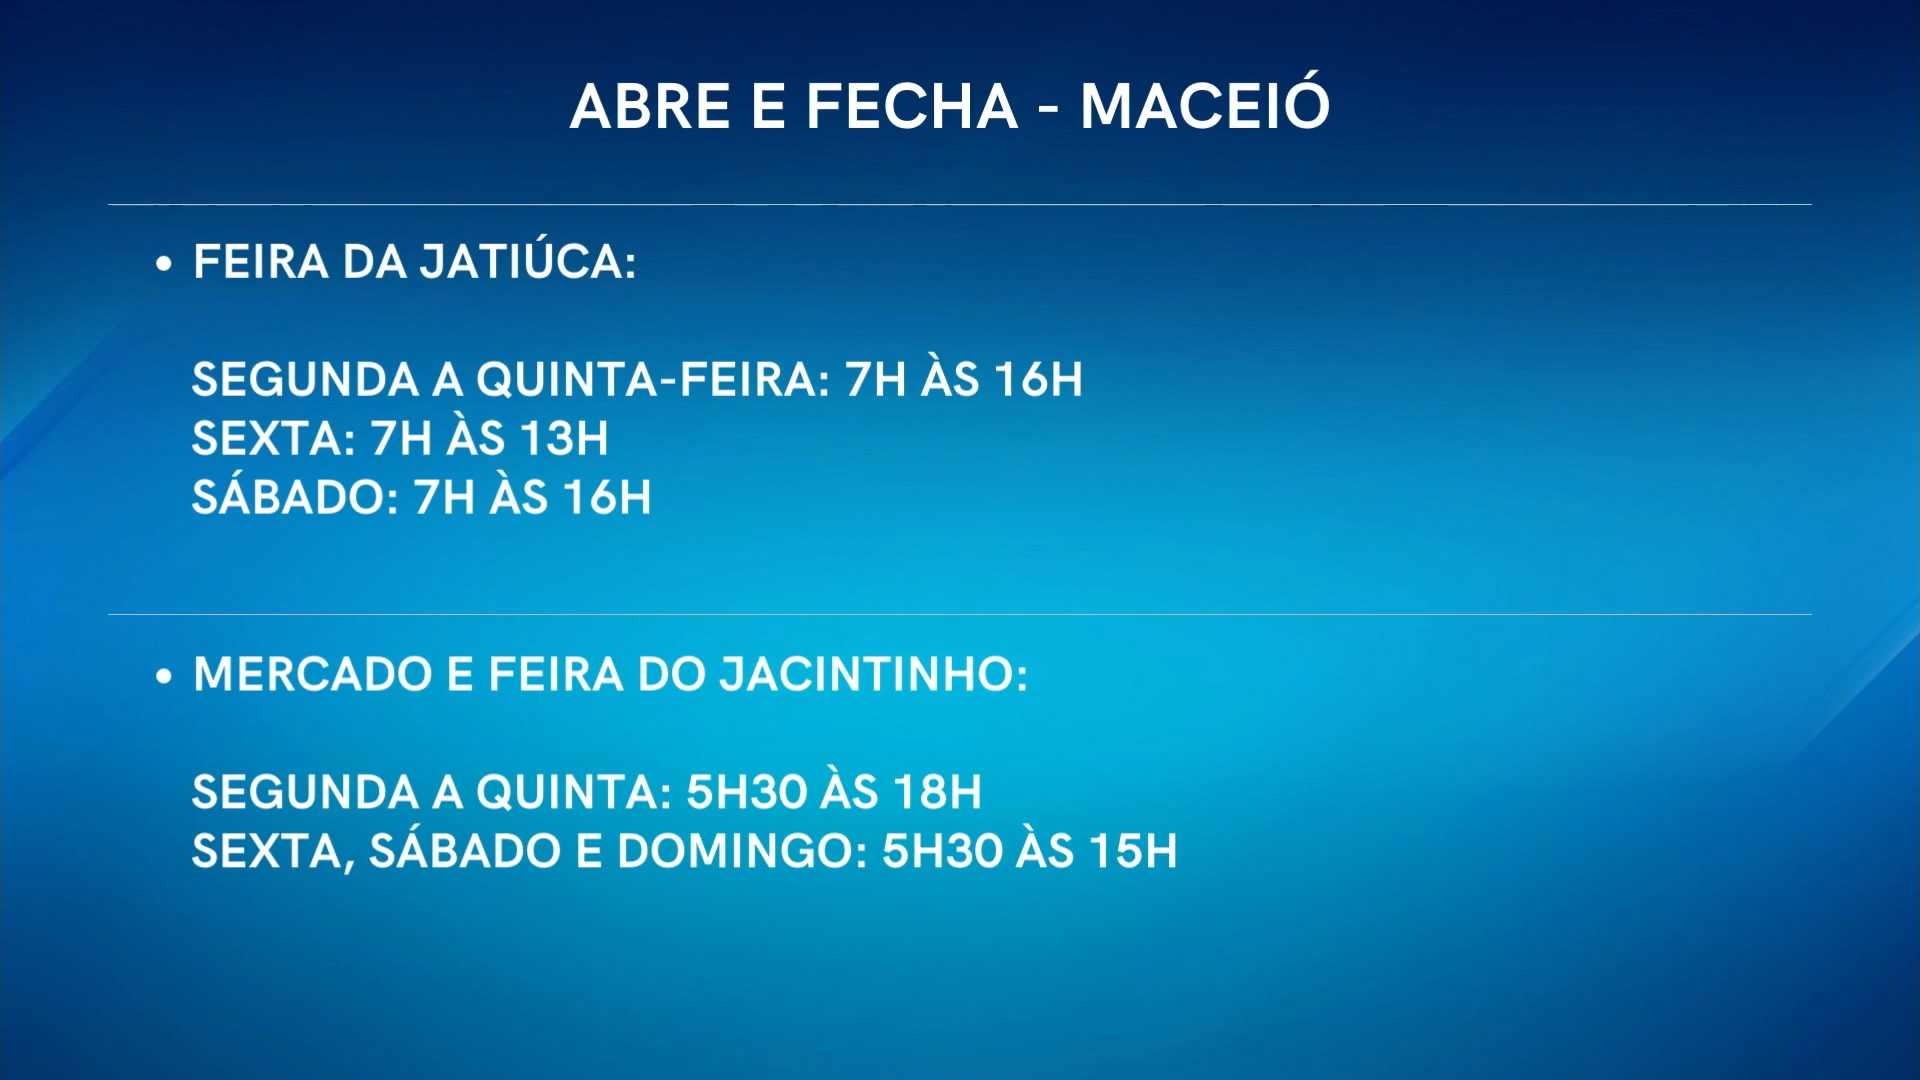 ABRE E FECHA - MACEIÓ
• FEIRA DA JATIÚCA:
SEGUNDA A QUINTA-FEIRA: 7H ÀS 16H
SEXTA: 7H ÀS 13H
SÁBADO: 7H ÀS 16H
• MERCADO E FEIRA DO JACINTINHO:
SEGUNDA A QUINTA: 5H30 ÀS 18H
SEXTA, SÁBADO E DOMINGO: 5H30 ÀS 15H